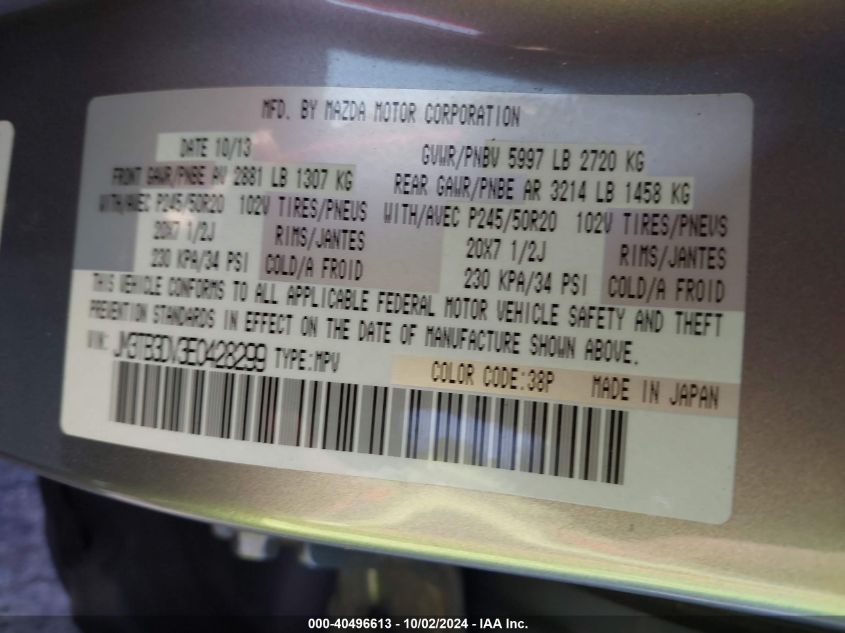 MFD. BY MAZDA MOTOR CORPORATION
DATE 10/13 GVWR/PNBV 5997 LB 2720 KG
FRONT GAWR/PNBE AV 2881 LB 1307 KG REAR GAWR/PNBE AR 3214 LB 1458 KG
WITH/AVEC P245/50R20 102V TIRES/PNEUS WITH/AVEC P245/50R20 102V TIRES/PNEUS
20X7 1/2J RIMS/JANTES 20X7 1/2J RIMS/JANTES
230 KPA/34 PSI COLD/A FROID 230 KPA/34 PSI COLD/A FROID
THIS VEHICLE CONFORMS TO ALL APPLICABLE FEDERAL MOTOR VEHICLE SAFETY AND THEFT
PREVENTION STANDARDS IN EFFECT ON THE DATE OF MANUFACTURE SHOWN ABOVE.
VIN: JM3TB3DV3E0428299 TYPE:MPV
COLOR CODE:38P MADE IN JAPAN
000-40496613 - 10/02/2024 - IAA Inc.